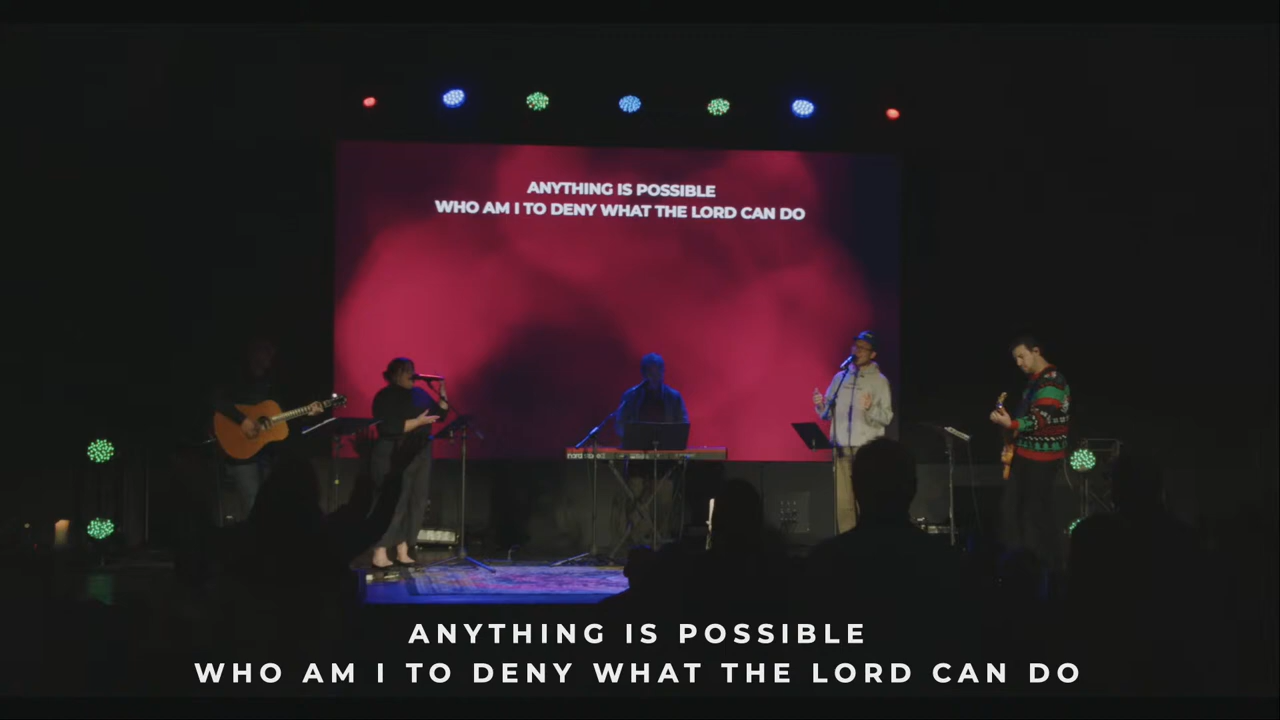 ANYTHING IS POSSIBLE
WHO AM I TO DENY WHAT THE LORD CAN DO
nord
ANYTHING IS POSSIBLE
WHO AM I TO DENY WHAT THE LORD CAN DO